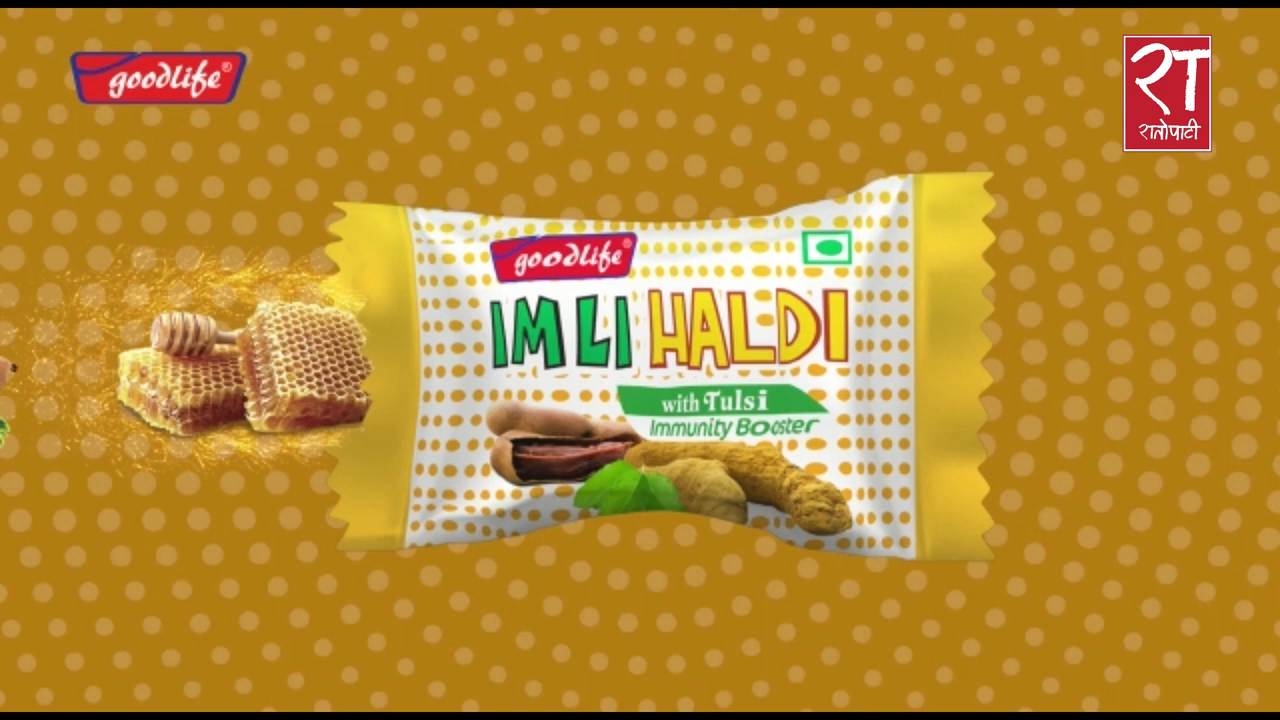 goodlife®
रा
रातोपाटी
goodlife®
IMLI HALDI
with Tulsi
Immunity Booster